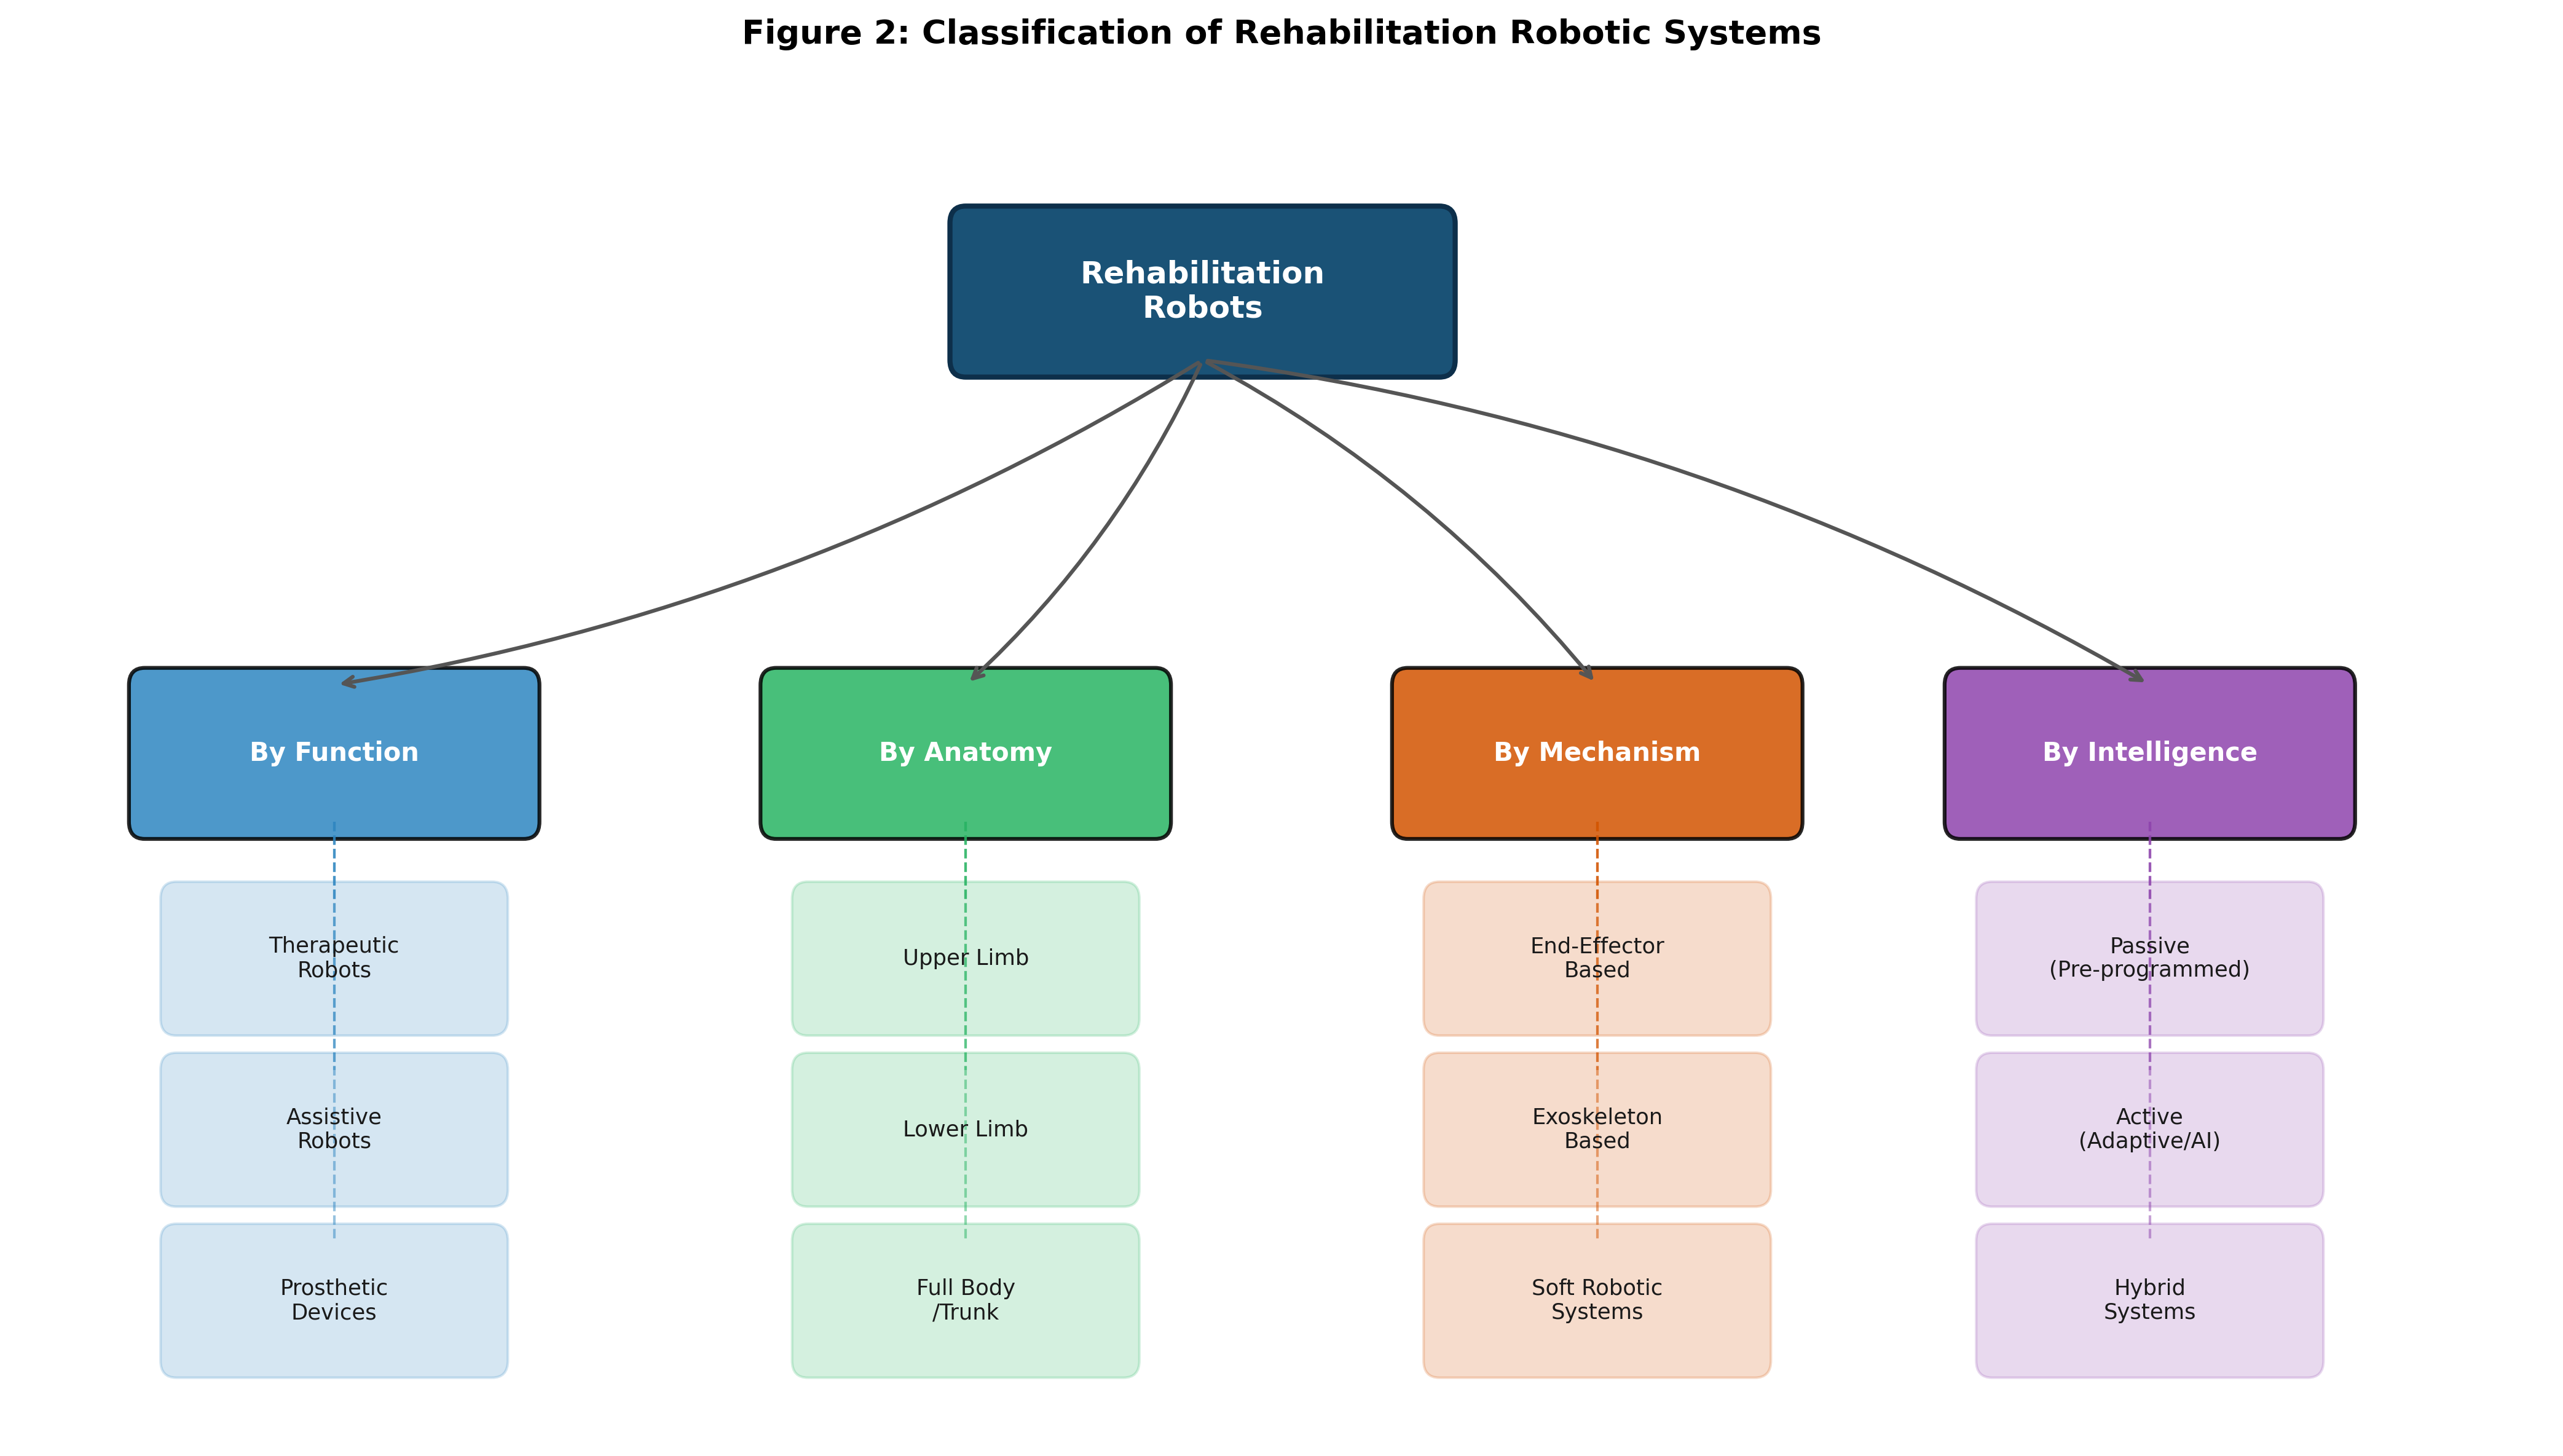 Figure 2: Classification of Rehabilitation Robotic Systems
Rehabilitation
Robots
By Function
By Anatomy
By Mechanism
By Intelligence
Therapeutic
Robots
Upper Limb
End-Effector
Based
Passive
(Pre-programmed)
Assistive
Robots
Lower Limb
Exoskeleton
Based
Active
(Adaptive/AI)
Prosthetic
Devices
Full Body
/Trunk
Soft Robotic
Systems
Hybrid
Systems